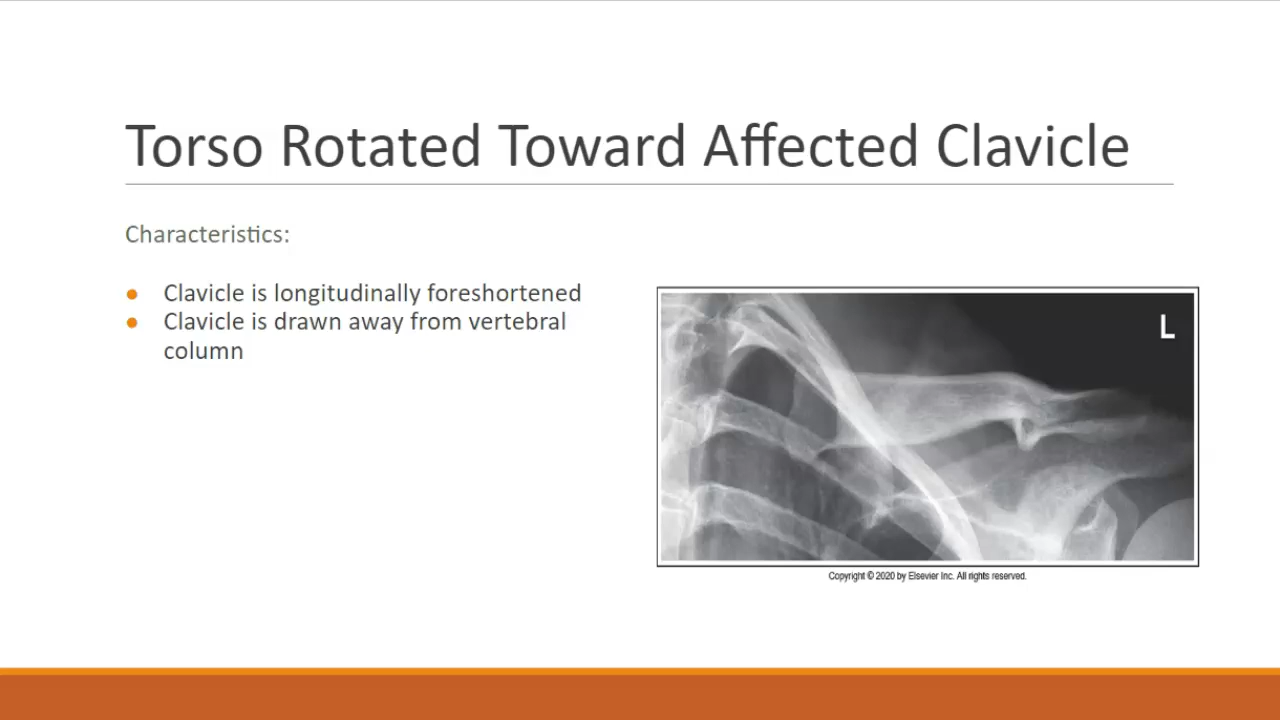 Torso Rotated Toward Affected Clavicle
Characteristics:
● Clavicle is longitudinally foreshortened
● Clavicle is drawn away from vertebral
column
L
Copyright © 2020 by Elsevier Inc. All rights reserved.